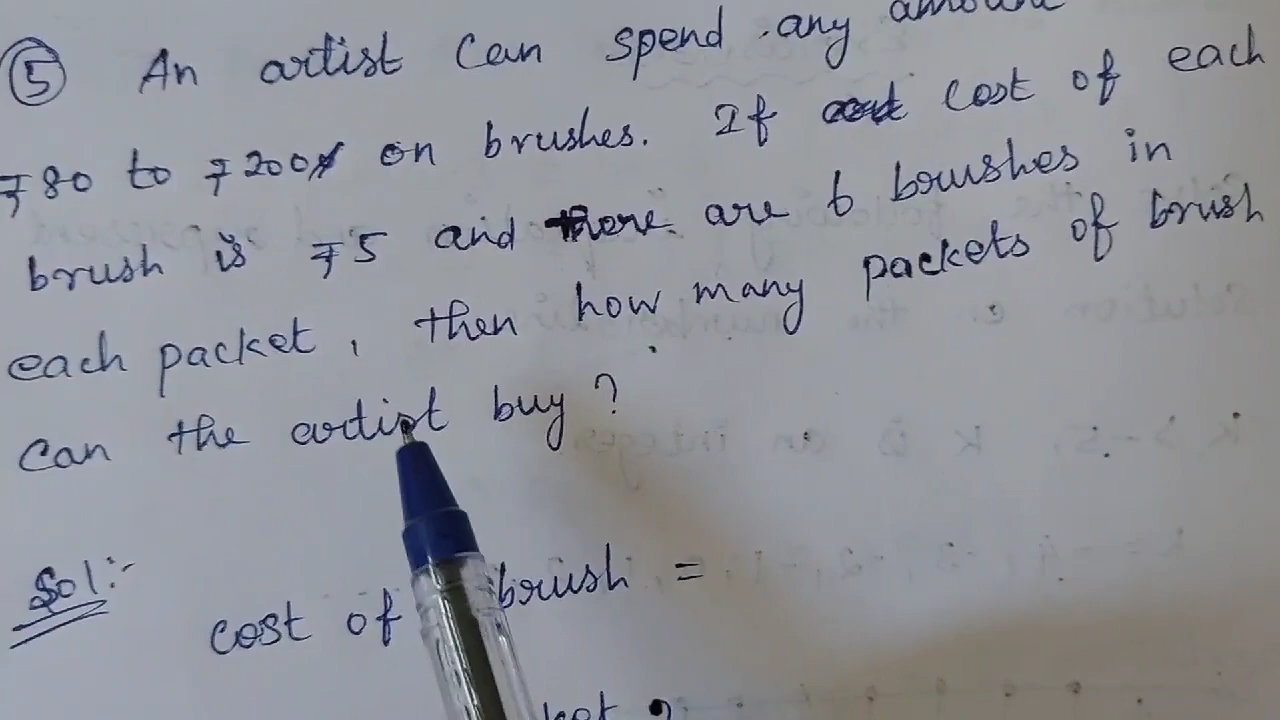 ⑤ An artist can spend any amount
₹80 to ₹200 on brushes. If cost of each
brush is ₹5 and there are 6 brushes in
each packet, then how many packets of brush
can the artist buy?
Sol:-
cost of brush =